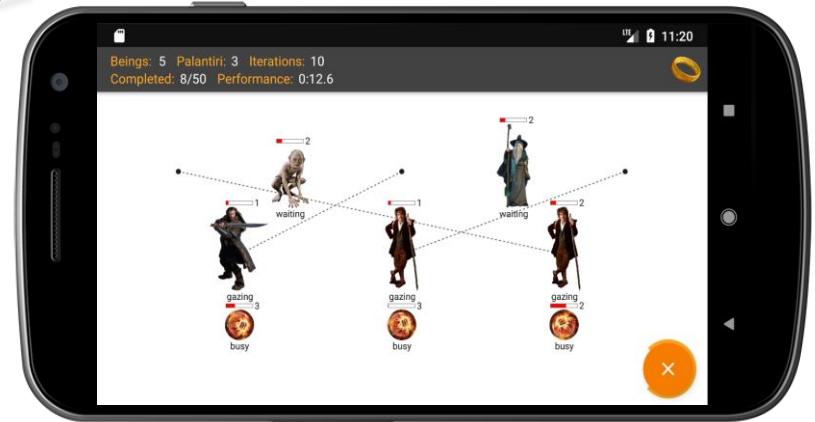 LTE 11:20
Beings: 5 Palantiri: 3 Iterations: 10
Completed: 8/50 Performance: 0:12.6
2
2
waiting
waiting
1
1
2
gazing
gazing
gazing
3
3
2
busy
busy
busy